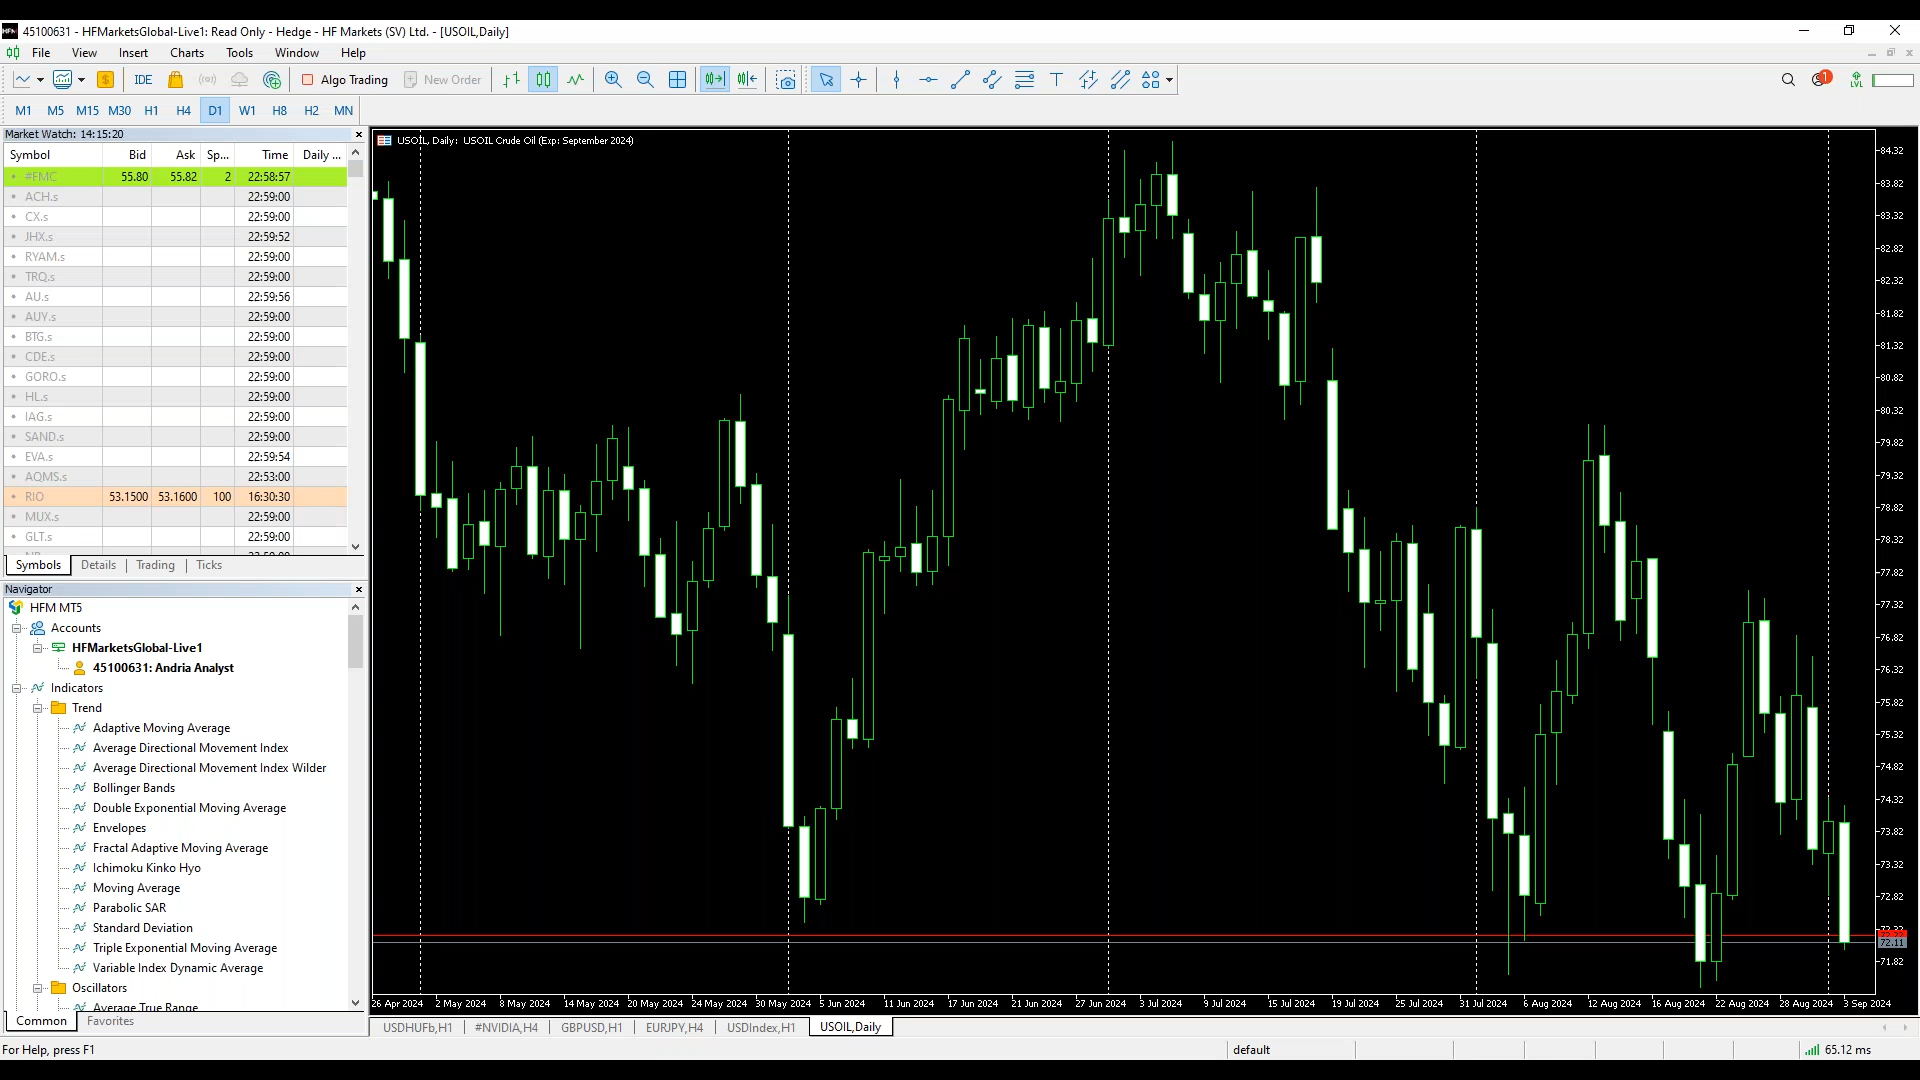 45100631 - HFMarketsGlobal-Live1: Read Only - Hedge - HF Markets (SV) Ltd. - [USOIL,Daily]
File View Insert Charts Tools Window Help
IDE Algo Trading New Order 1 LVL
M1 M5 M15 M30 H1 H4 D1 W1 H8 H2 MN
Market Watch: 14:15:20
Symbol Bid Ask Sp... Time Daily ...
#FMC 55.80 55.82 2 22:58:57
ACH.s 22:59:00
CX.s 22:59:00
JHX.s 22:59:52
RYAM.s 22:59:00
TRQ.s 22:59:00
AU.s 22:59:56
AUY.s 22:59:00
BTG.s 22:59:00
CDE.s 22:59:00
GORO.s 22:59:00
HL.s 22:59:00
IAG.s 22:59:00
SAND.s 22:59:00
EVA.s 22:59:54
AQMS.s 22:53:00
RIO 53.1500 53.1600 100 16:30:30
MUX.s 22:59:00
GLT.s 22:59:00
Symbols Details Trading Ticks
Navigator
HFM MT5
Accounts
HFMarketsGlobal-Live1
45100631: Andria Analyst
Indicators
Trend
Adaptive Moving Average
Average Directional Movement Index
Average Directional Movement Index Wilder
Bollinger Bands
Double Exponential Moving Average
Envelopes
Fractal Adaptive Moving Average
Ichimoku Kinko Hyo
Moving Average
Parabolic SAR
Standard Deviation
Triple Exponential Moving Average
Variable Index Dynamic Average
Oscillators
Average True Range
Common Favorites
USOIL, Daily: USOIL Crude Oil (Exp: September 2024)
84.32
83.82
83.32
82.82
82.32
81.82
81.32
80.82
80.32
79.82
79.32
78.82
78.32
77.82
77.32
76.82
76.32
75.82
75.32
74.82
74.32
73.82
73.32
72.82
72.11
71.82
26 Apr 2024 2 May 2024 8 May 2024 14 May 2024 20 May 2024 24 May 2024 30 May 2024 5 Jun 2024 11 Jun 2024 17 Jun 2024 21 Jun 2024 27 Jun 2024 3 Jul 2024 9 Jul 2024 15 Jul 2024 19 Jul 2024 25 Jul 2024 31 Jul 2024 6 Aug 2024 12 Aug 2024 16 Aug 2024 22 Aug 2024 28 Aug 2024 3 Sep 2024
USDHUFb,H1 #NVIDIA,H4 GBPUSD,H1 EURJPY,H4 USDIndex,H1 USOIL,Daily
For Help, press F1 default 65.12 ms